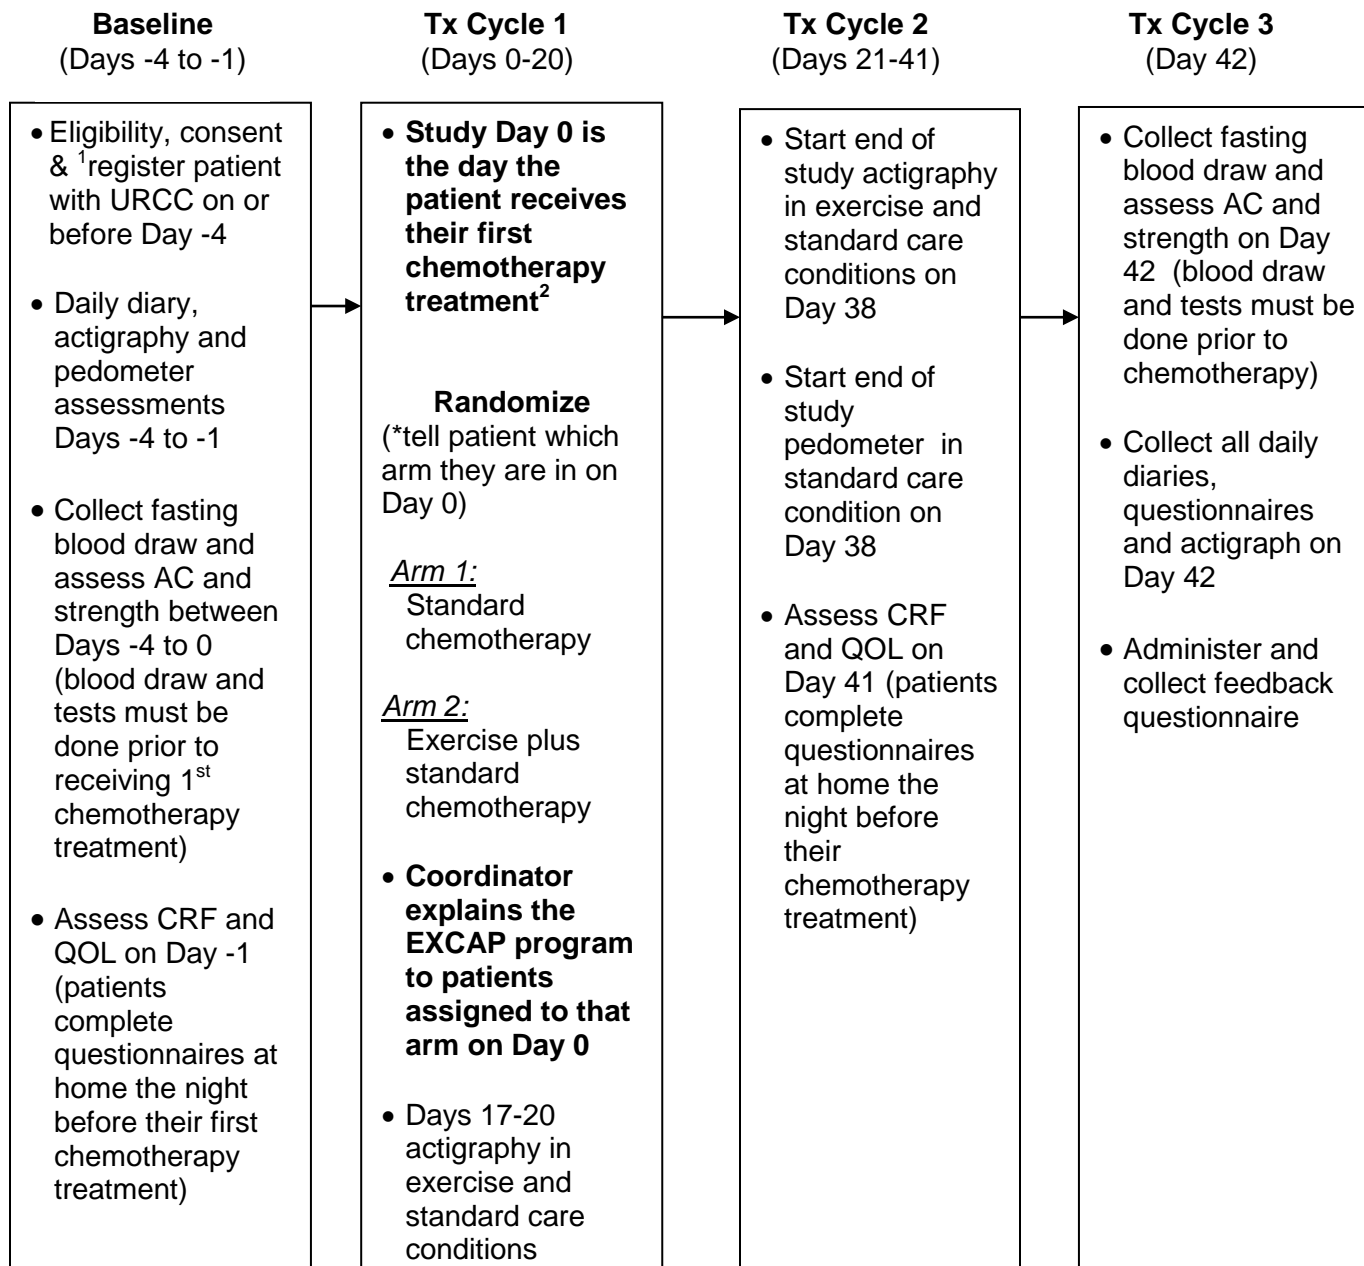 Baseline
(Days -4 to -1)
• Eligibility, consent
& ¹register patient
with URCC on or
before Day -4
• Daily diary,
actigraphy and
pedometer
assessments
Days -4 to -1
• Collect fasting
blood draw and
assess AC and
strength between
Days -4 to 0
(blood draw and
tests must be
done prior to
receiving 1st
chemotherapy
treatment)
• Assess CRF and
QOL on Day -1
(patients
complete
questionnaires at
home the night
before their first
chemotherapy
treatment)
Tx Cycle 1
(Days 0-20)
• Study Day 0 is
the day the
patient receives
their first
chemotherapy
treatment²
Randomize
(*tell patient which
arm they are in on
Day 0)
Arm 1:
Standard
chemotherapy
Arm 2:
Exercise plus
standard
chemotherapy
• Coordinator
explains the
EXCAP program
to patients
assigned to that
arm on Day 0
• Days 17-20
actigraphy in
exercise and
standard care
conditions
Tx Cycle 2
(Days 21-41)
• Start end of
study actigraphy
in exercise and
standard care
conditions on
Day 38
• Start end of
study
pedometer in
standard care
condition on
Day 38
• Assess CRF
and QOL on
Day 41 (patients
complete
questionnaires
at home the
night before
their
chemotherapy
treatment)
Tx Cycle 3
(Day 42)
• Collect fasting
blood draw and
assess AC and
strength on Day
42 (blood draw
and tests must be
done prior to
chemotherapy)
• Collect all daily
diaries,
questionnaires
and actigraph on
Day 42
• Administer and
collect feedback
questionnaire